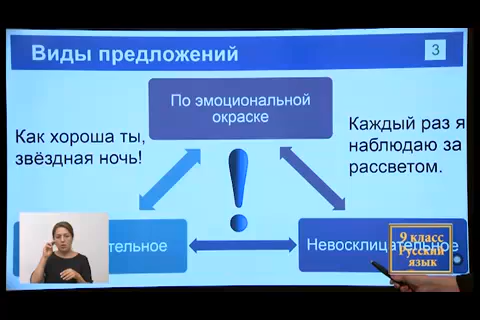 Виды предложений
3
По эмоциональной
окраске
Как хороша ты,
звёздная ночь!
Каждый раз я
наблюдаю за
рассветом.
!
Невосклицательное
9 класс
Русский
язык